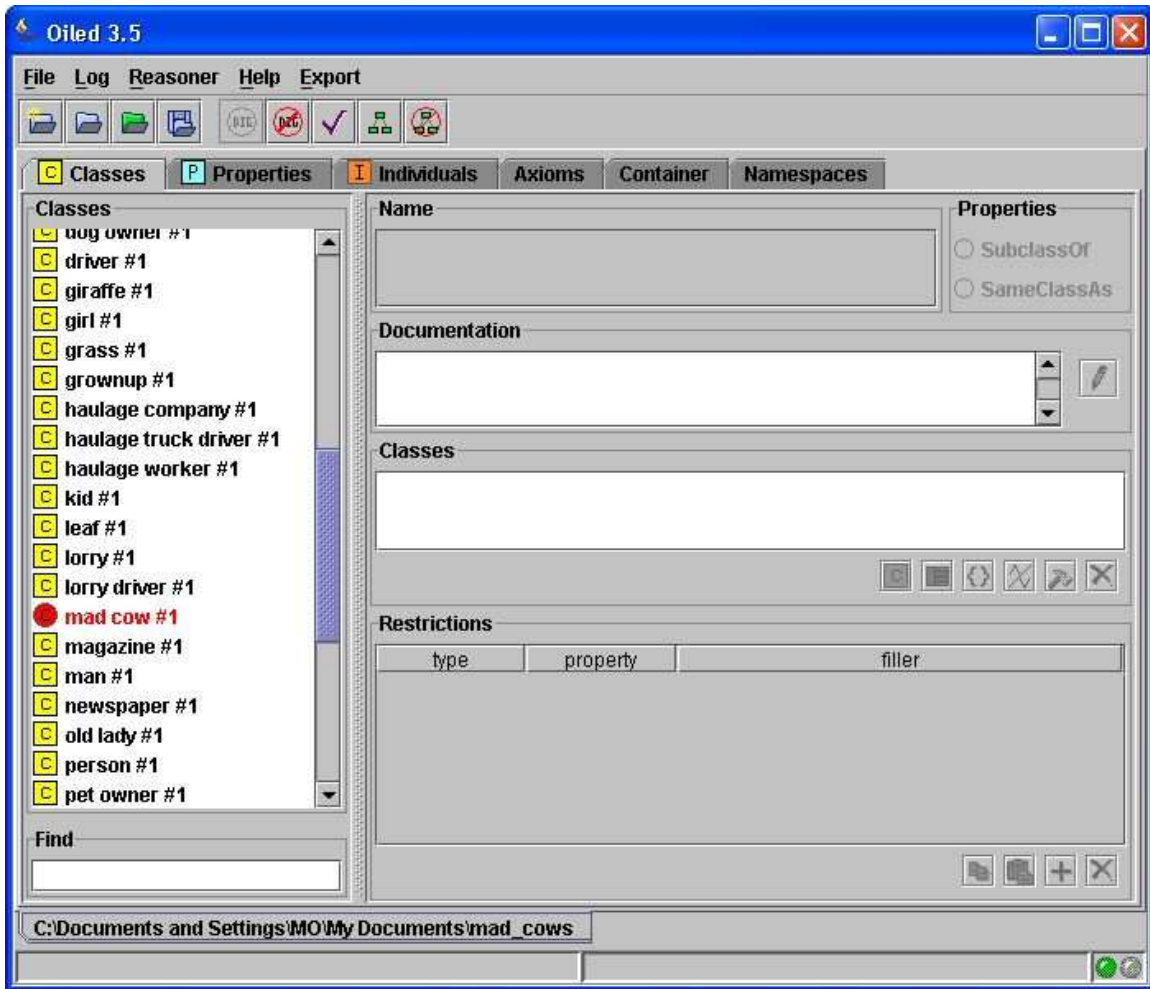 Oiled 3.5
File Log Reasoner Help Export
C Classes P Properties I Individuals Axioms Container Namespaces
Classes
dog owner #1
C driver #1
C giraffe #1
C girl #1
C grass #1
C grownup #1
C haulage company #1
C haulage truck driver #1
C haulage worker #1
C kid #1
C leaf #1
C lorry #1
C lorry driver #1
C mad cow #1
C magazine #1
C man #1
C newspaper #1
C old lady #1
C person #1
C pet owner #1
Find
Name
Properties
SubclassOf
SameClassAs
Documentation
Classes
C
Restrictions
type property filler
C:\Documents and Settings\MO\My Documents\mad_cows